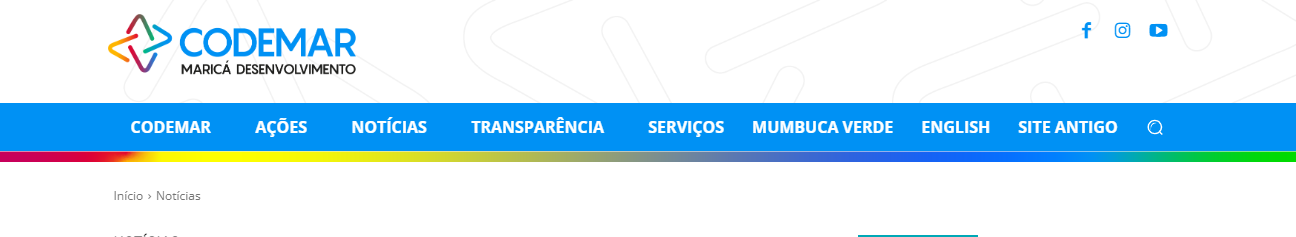 CODEMAR
MARICÁ DESENVOLVIMENTO
CODEMAR AÇÕES NOTÍCIAS TRANSPARÊNCIA SERVIÇOS MUMBUCA VERDE ENGLISH SITE ANTIGO
Início › Notícias